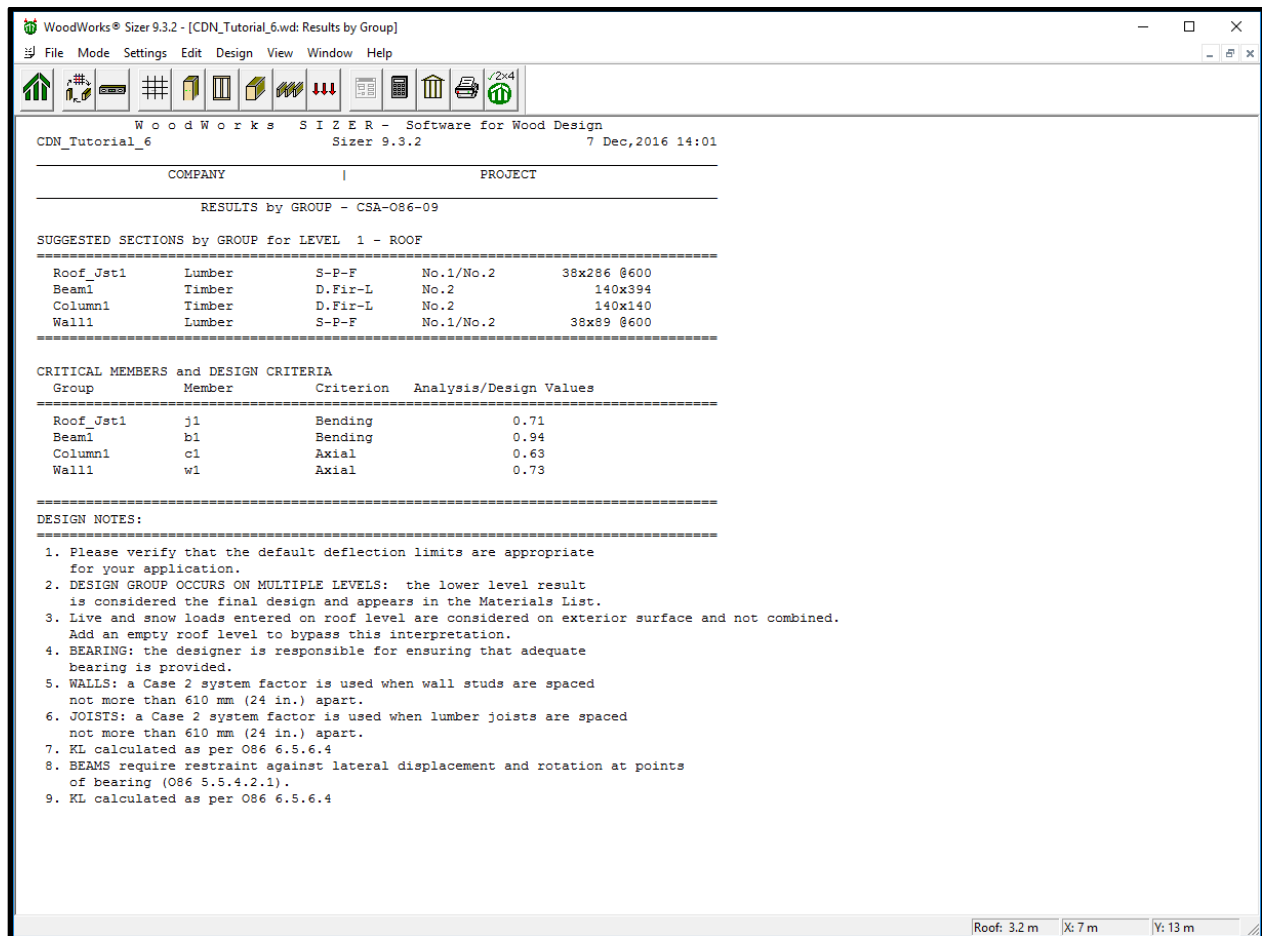 WoodWorks® Sizer 9.3.2 - [CDN_Tutorial_6.wd: Results by Group]
File Mode Settings Edit Design View Window Help
√2x4
W o o d W o r k s S I Z E R - Software for Wood Design
CDN_Tutorial_6 Sizer 9.3.2 7 Dec,2016 14:01
COMPANY | PROJECT
RESULTS by GROUP - CSA-O86-09
SUGGESTED SECTIONS by GROUP for LEVEL 1 - ROOF
Roof_Jst1 Lumber S-P-F No.1/No.2 38x286 @600
Beam1 Timber D.Fir-L No.2 140x394
Column1 Timber D.Fir-L No.2 140x140
Wall1 Lumber S-P-F No.1/No.2 38x89 @600
CRITICAL MEMBERS and DESIGN CRITERIA
Group Member Criterion Analysis/Design Values
Roof_Jst1 j1 Bending 0.71
Beam1 b1 Bending 0.94
Column1 c1 Axial 0.63
Wall1 w1 Axial 0.73
DESIGN NOTES:
1. Please verify that the default deflection limits are appropriate
for your application.
2. DESIGN GROUP OCCURS ON MULTIPLE LEVELS: the lower level result
is considered the final design and appears in the Materials List.
3. Live and snow loads entered on roof level are considered on exterior surface and not combined.
Add an empty roof level to bypass this interpretation.
4. BEARING: the designer is responsible for ensuring that adequate
bearing is provided.
5. WALLS: a Case 2 system factor is used when wall studs are spaced
not more than 610 mm (24 in.) apart.
6. JOISTS: a Case 2 system factor is used when lumber joists are spaced
not more than 610 mm (24 in.) apart.
7. KL calculated as per O86 6.5.6.4
8. BEAMS require restraint against lateral displacement and rotation at points
of bearing (O86 5.5.4.2.1).
9. KL calculated as per O86 6.5.6.4
Roof: 3.2 m X: 7 m Y: 13 m